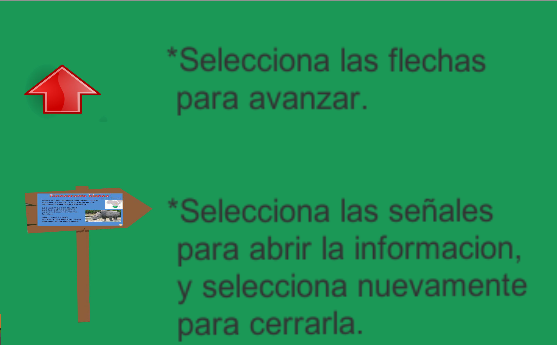 *Selecciona las flechas
para avanzar.
*Selecciona las señales
para abrir la informacion,
y selecciona nuevamente
para cerrarla.